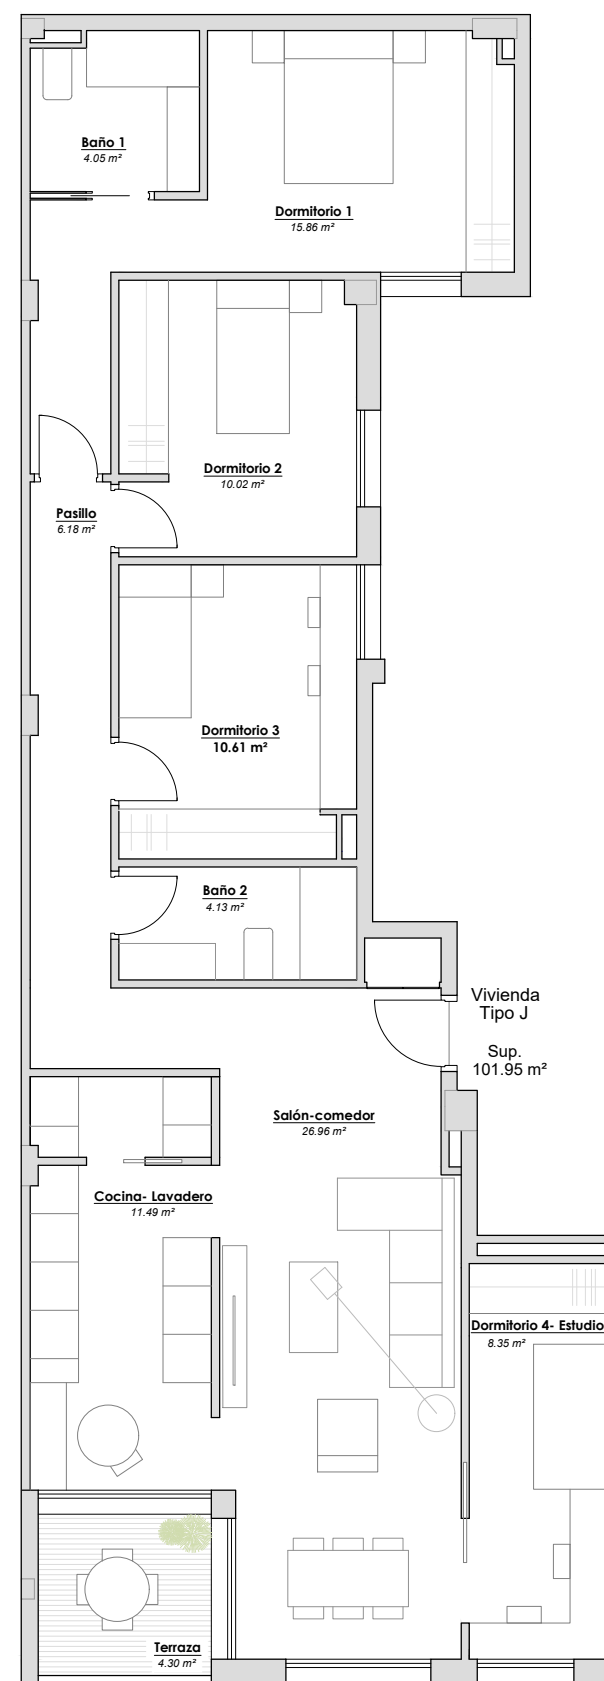 Baño 1
4.05 m²
Dormitorio 1
15.86 m²
Dormitorio 2
10.02 m²
Pasillo
6.18 m²
Dormitorio 3
10.61 m²
Baño 2
4.13 m²
Vivienda
Tipo J
Sup.
101.95 m²
Salón-comedor
26.96 m²
Cocina- Lavadero
11.49 m²
Dormitorio 4- Estudio
8.35 m²
Terraza
4.30 m²